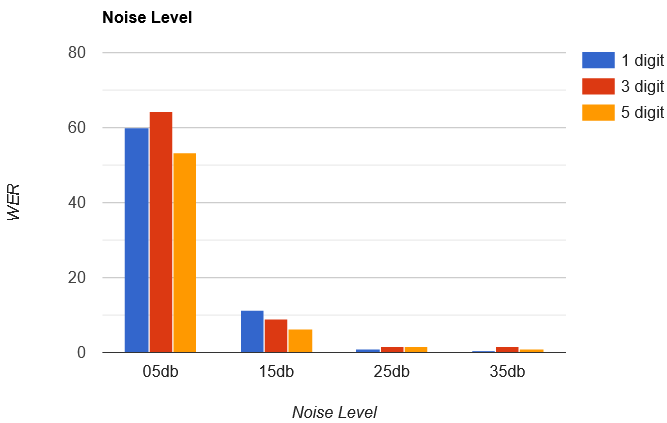 Noise Level
80
60
40
20
0
WER
05db
15db
25db
35db
Noise Level
1 digit
3 digit
5 digit